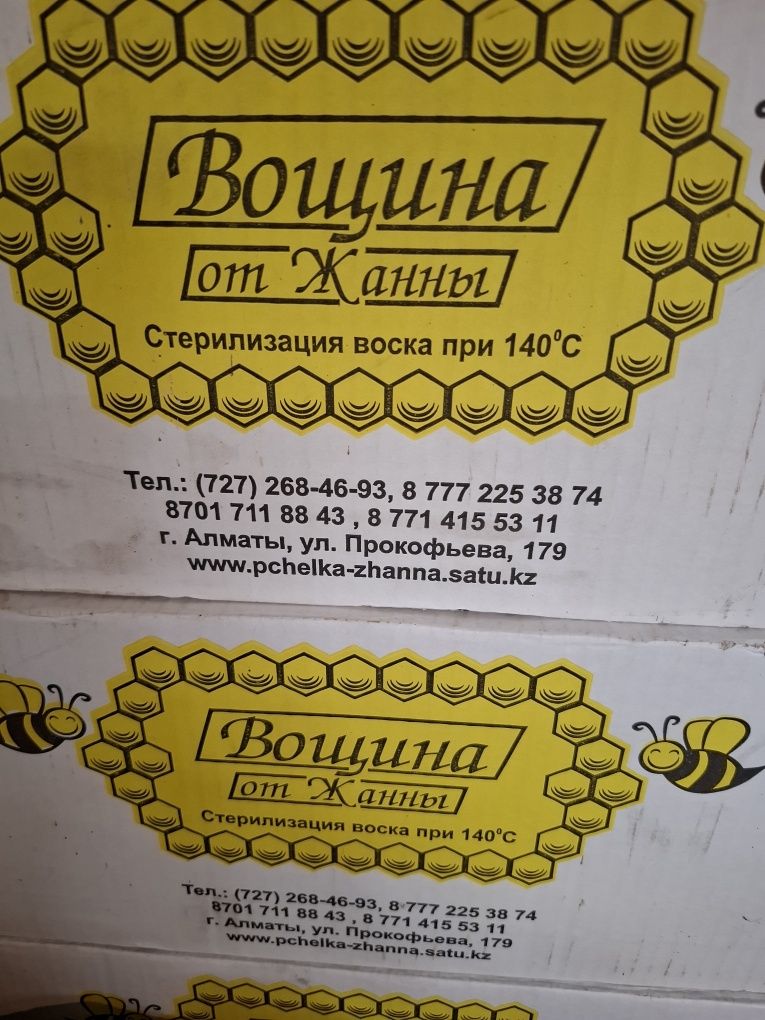 Вощина
от Жанны
Стерилизация воска при 140⁰С
Тел.: (727) 268-46-93, 8 777 225 38 74
8701 711 88 43 , 8 771 415 53 11
г. Алматы, ул. Прокофьева, 179
www.pchelka-zhanna.satu.kz
Вощина
от Жанны
Стерилизация воска при 140⁰С
Тел.: (727) 268-46-93, 8 777 225 38 74
8701 711 88 43 , 8 771 415 53 11
г. Алматы, ул. Прокофьева, 179
www.pchelka-zhanna.satu.kz